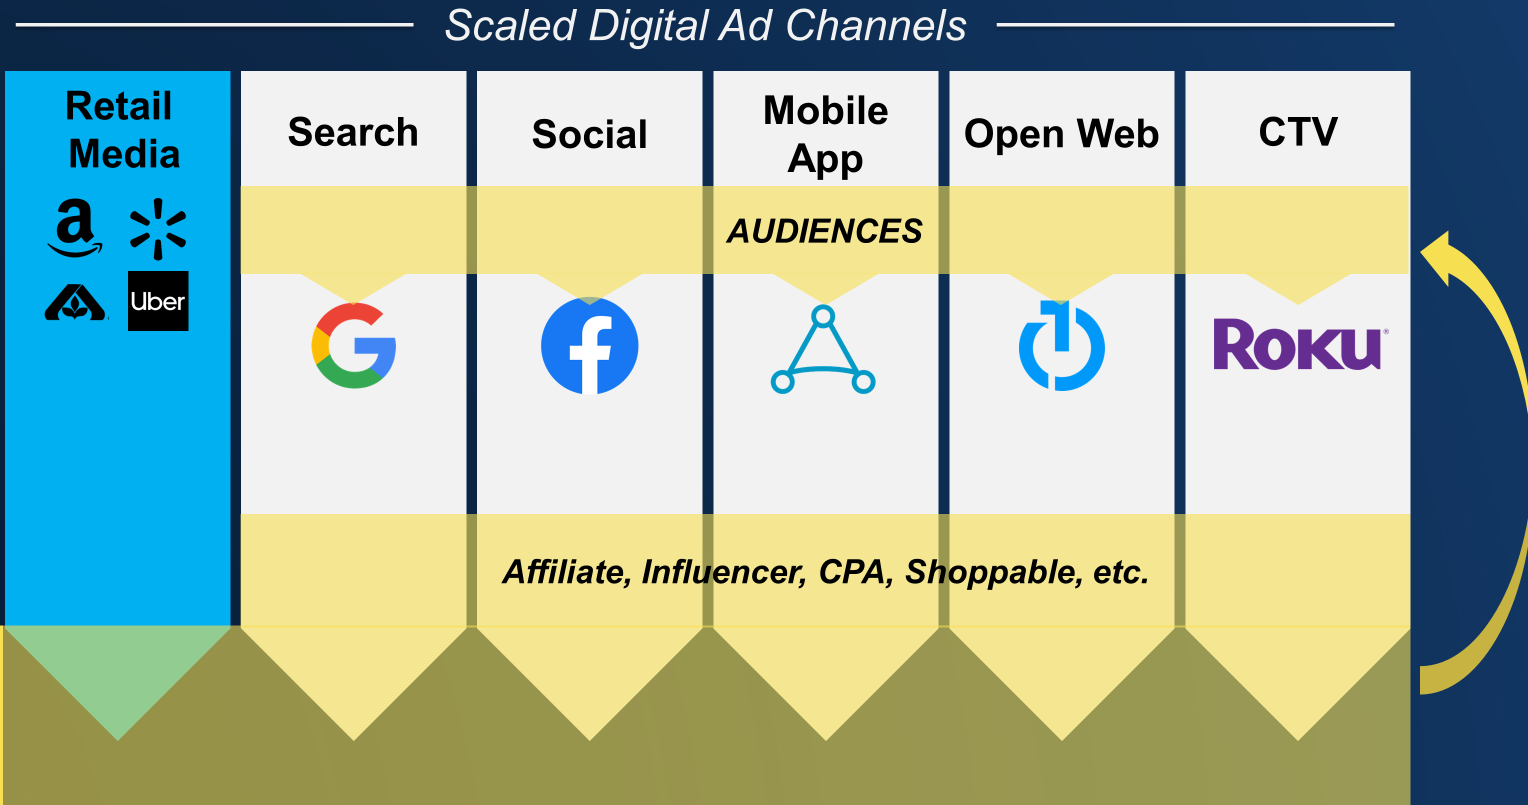 Scaled Digital Ad Channels
Retail
Media
Search
Social
Mobile
App
Open Web
CTV
AUDIENCES
a
Uber
G
f
ROKU®
Affiliate, Influencer, CPA, Shoppable, etc.